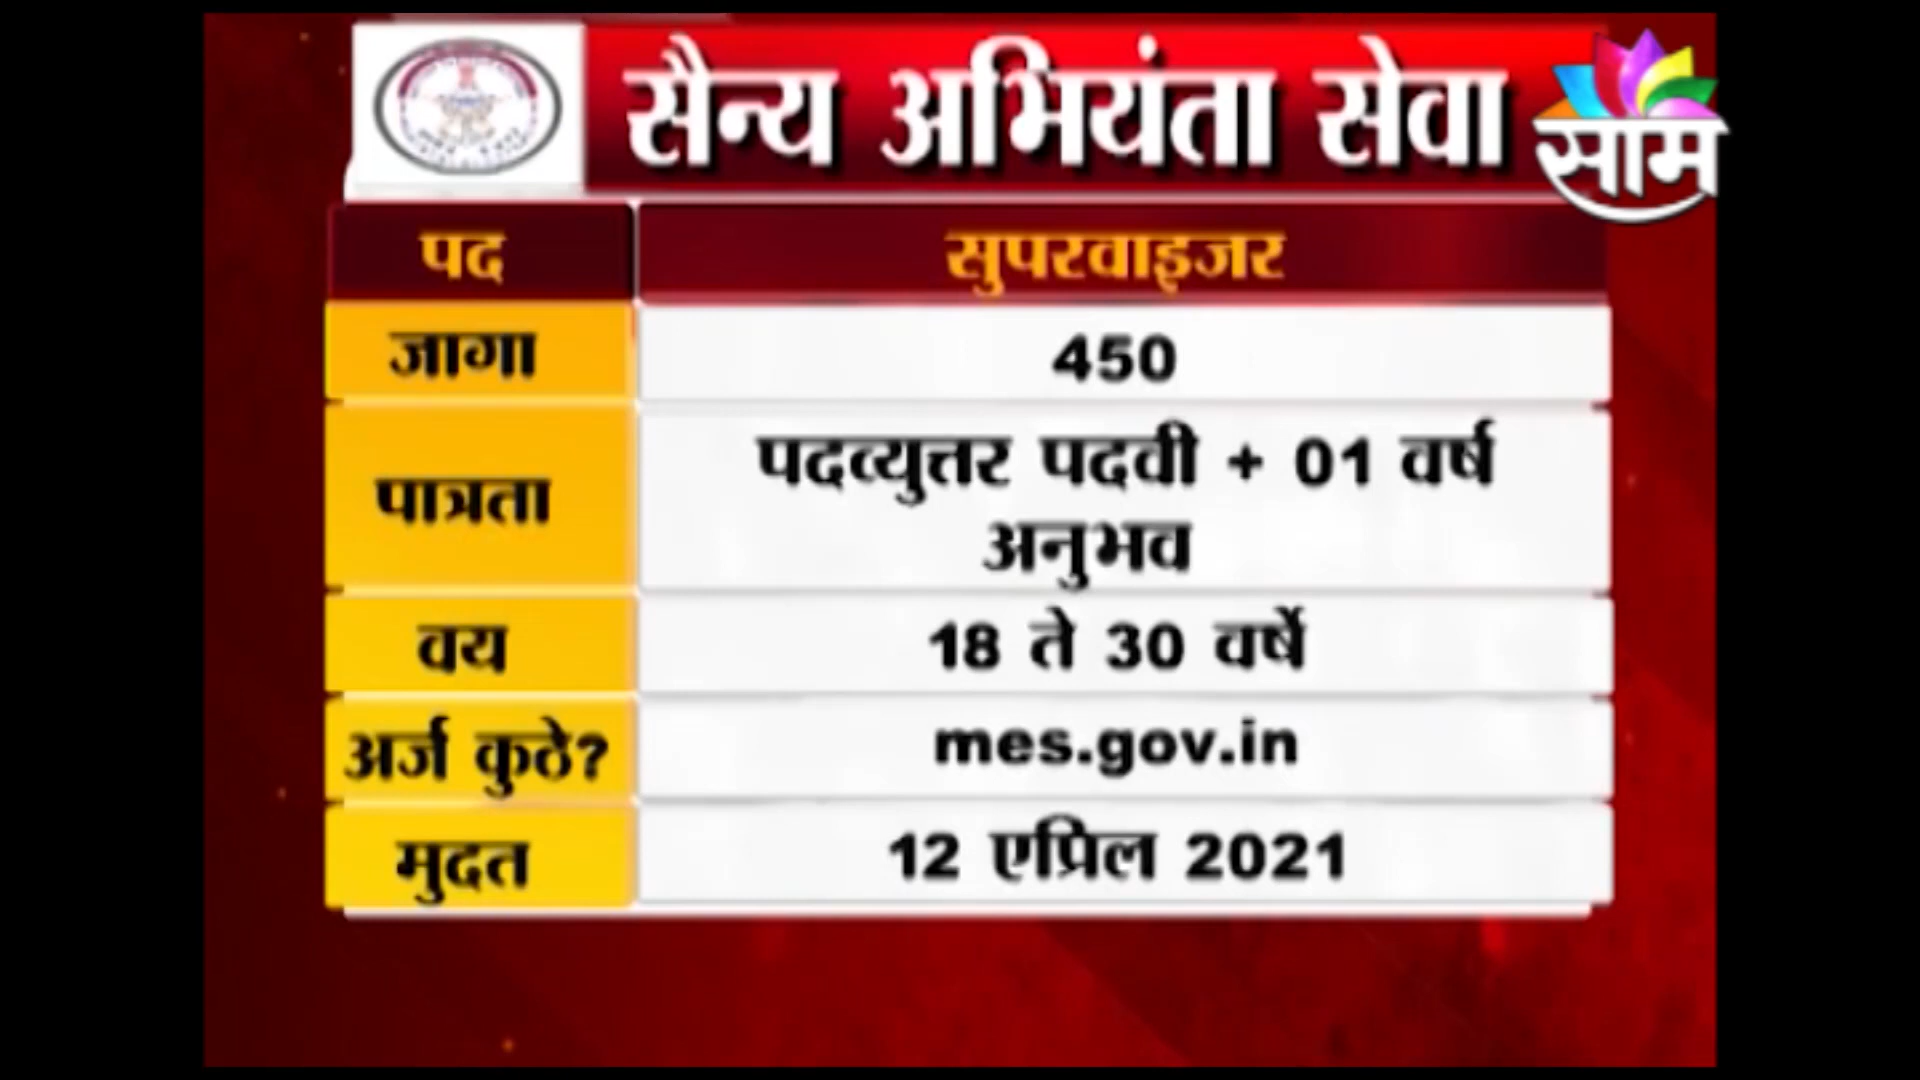 सैन्य अभियंता सेवा
साम
पद सुपरवाइजर
जागा 450
पात्रता पदव्युत्तर पदवी + 01 वर्ष
अनुभव
वय 18 ते 30 वर्षे
अर्ज कुठे? mes.gov.in
मुदत 12 एप्रिल 2021